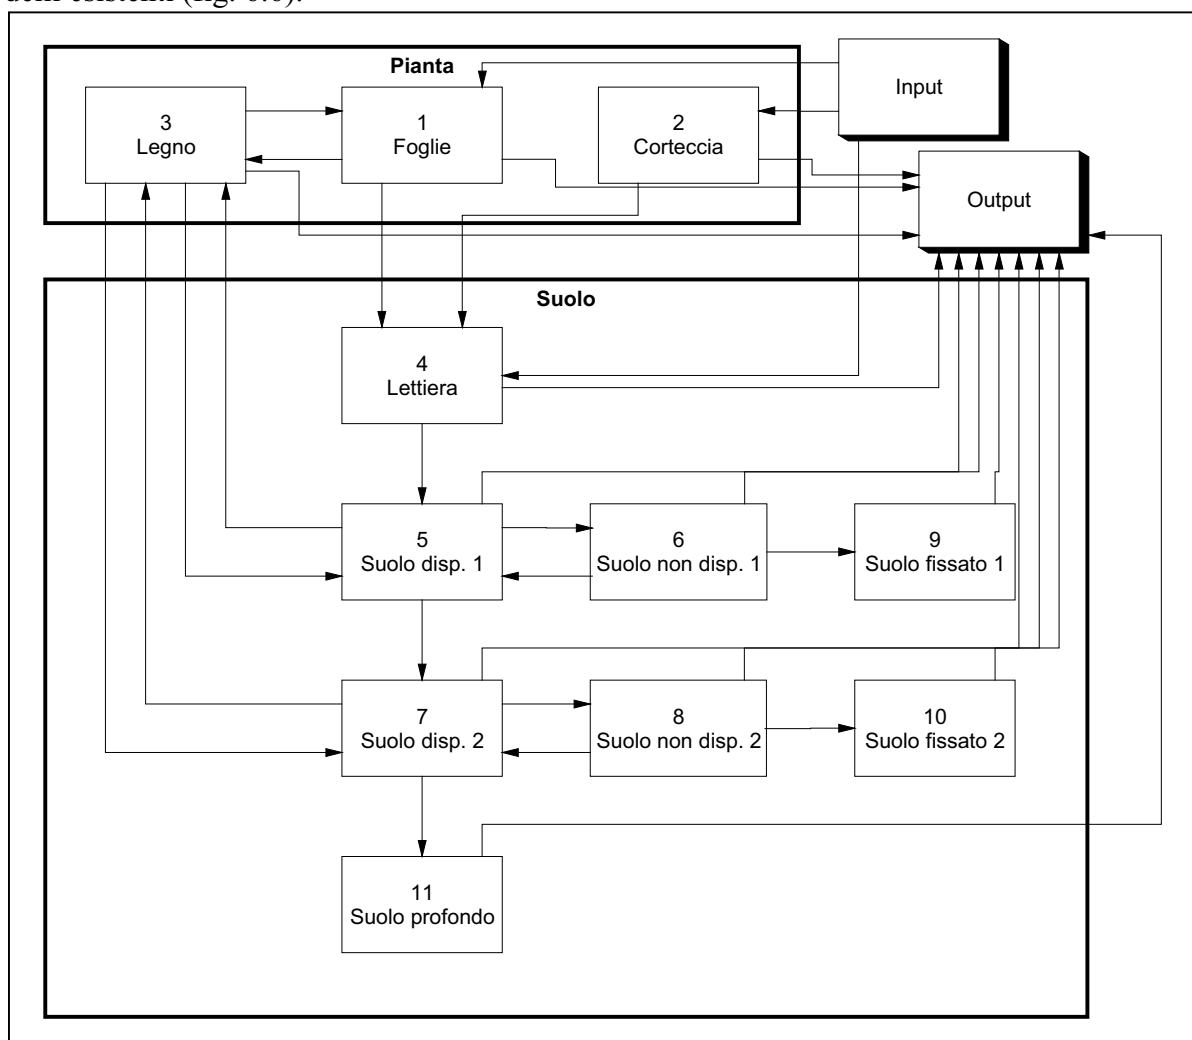 Pianta
Input
3
Legno
1
Foglie
2
Corteccia
Output
Suolo
4
Lettiera
5
Suolo disp. 1
6
Suolo non disp. 1
9
Suolo fissato 1
7
Suolo disp. 2
8
Suolo non disp. 2
10
Suolo fissato 2
11
Suolo profondo